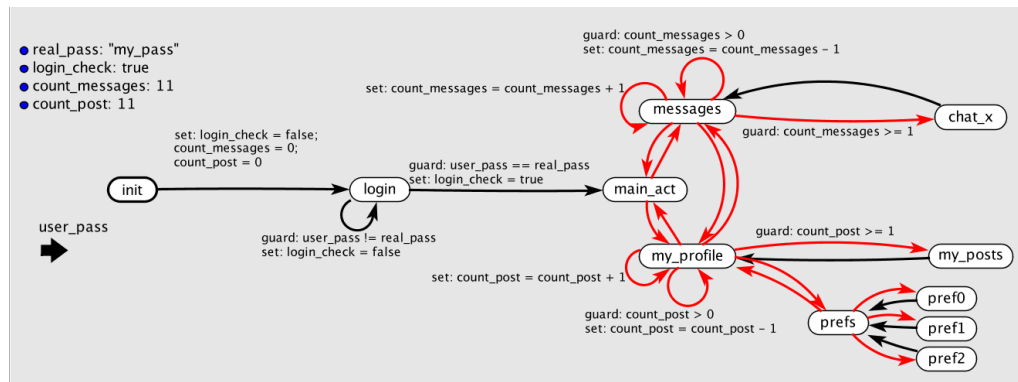 real_pass: "my_pass"
login_check: true
count_messages: 11
count_post: 11
guard: count_messages > 0
set: count_messages = count_messages - 1
set: count_messages = count_messages + 1
messages
chat_x
guard: count_messages >= 1
set: login_check = false;
count_messages = 0;
count_post = 0
guard: user_pass == real_pass
set: login_check = true
init
login
main_act
user_pass
guard: user_pass != real_pass
set: login_check = false
guard: count_post >= 1
my_profile
my_posts
set: count_post = count_post + 1
guard: count_post > 0
set: count_post = count_post - 1
prefs
pref0
pref1
pref2